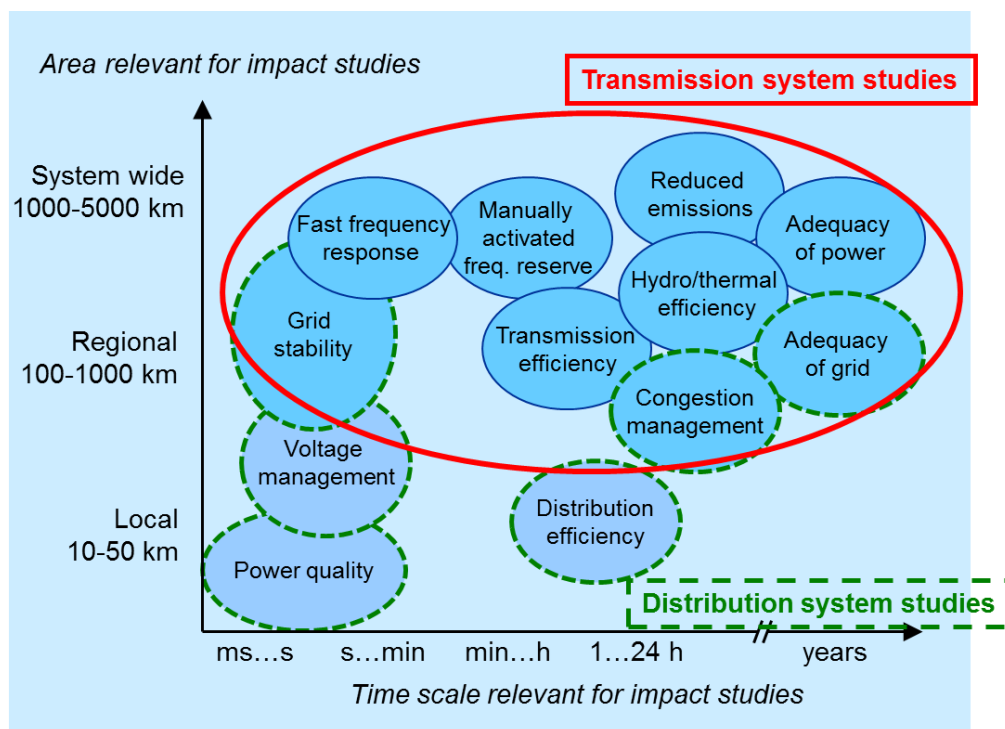 Area relevant for impact studies
Transmission system studies
System wide
1000-5000 km
Regional
100-1000 km
Local
10-50 km
Fast frequency
response
Manually
activated
freq. reserve
Reduced
emissions
Adequacy
of power
Hydro/thermal
efficiency
Grid
stability
Transmission
efficiency
Adequacy
of grid
Congestion
management
Voltage
management
Distribution
efficiency
Power quality
Distribution system studies
ms...s
s...min
min...h
1...24 h
years
Time scale relevant for impact studies